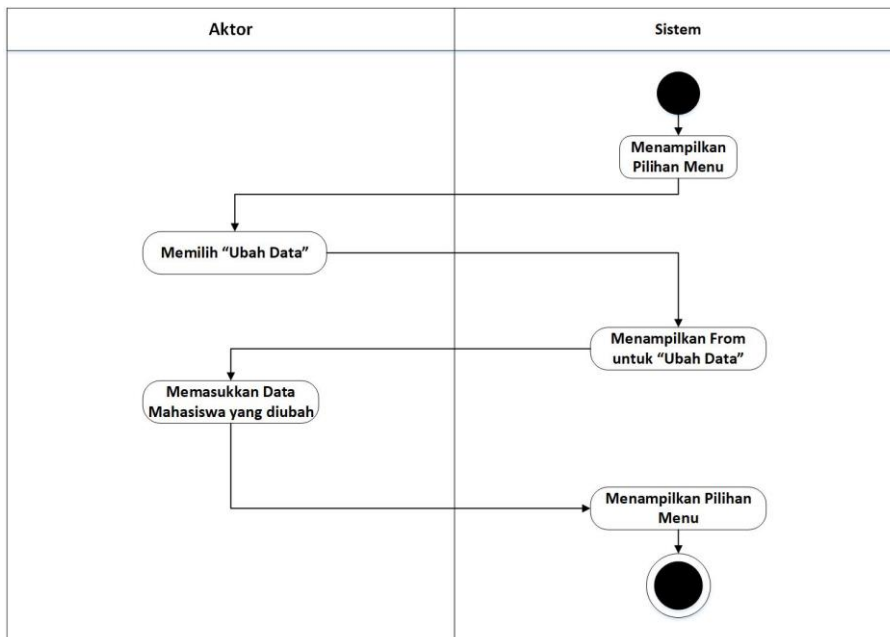 Aktor
Sistem
Menampilkan
Pilihan Menu
Memilih “Ubah Data”
Menampilkan From
untuk “Ubah Data”
Memasukkan Data
Mahasiswa yang diubah
Menampilkan Pilihan
Menu